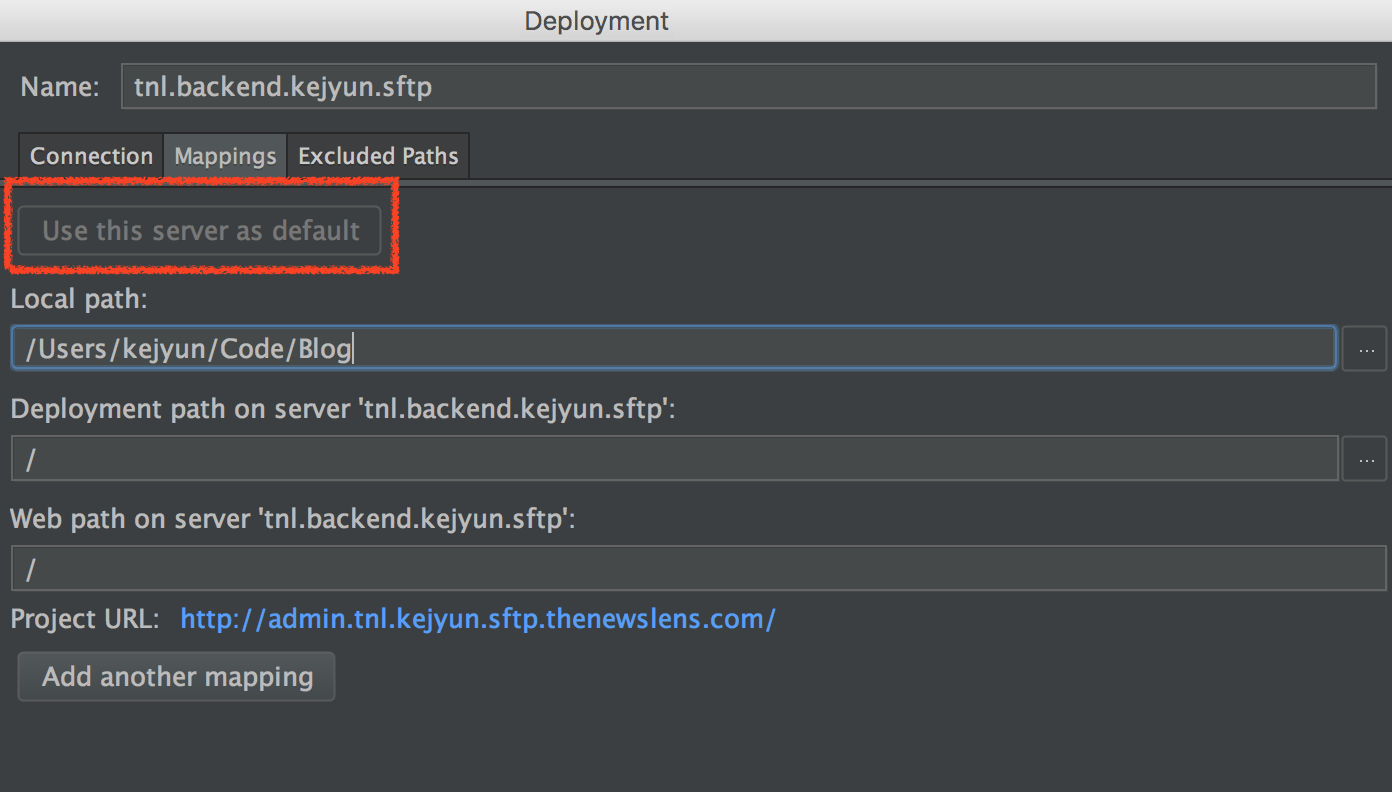 Deployment
Name: tnl.backend.kejyun.sftp
Connection Mappings Excluded Paths
Use this server as default
Local path:
/Users/kejyun/Code/Blog ...
Deployment path on server 'tnl.backend.kejyun.sftp':
/ ...
Web path on server 'tnl.backend.kejyun.sftp':
/
Project URL: http://admin.tnl.kejyun.sftp.thenewslens.com/
Add another mapping